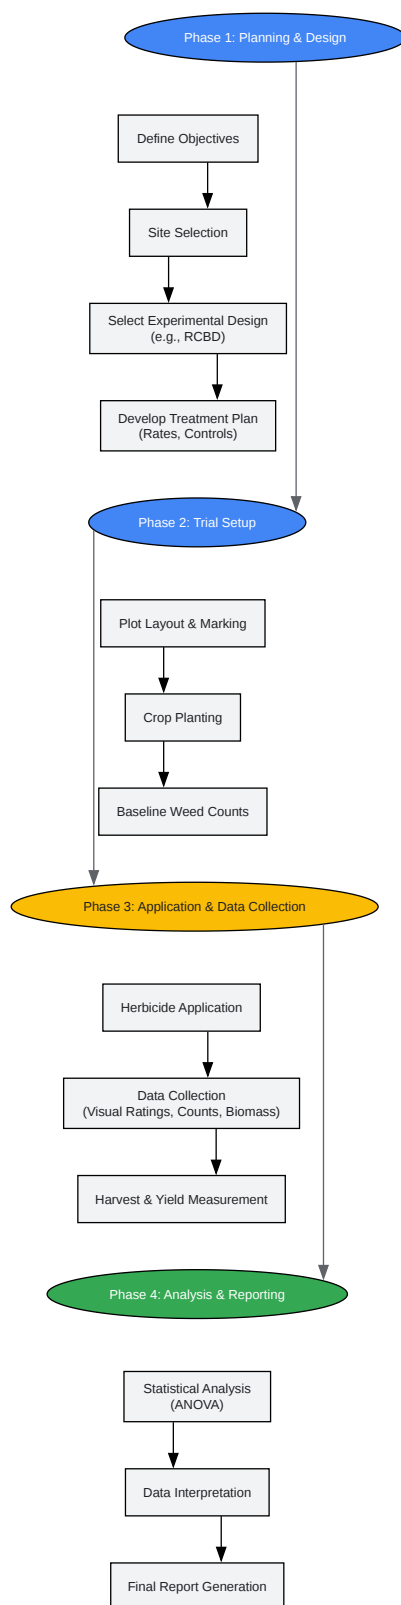 Phase 1: Planning & Design
Define Objectives
Site Selection
Select Experimental Design
(e.g., RCBD)
Develop Treatment Plan
(Rates, Controls)
Phase 2: Trial Setup
Plot Layout & Marking
Crop Planting
Baseline Weed Counts
Phase 3: Application & Data Collection
Herbicide Application
Data Collection
(Visual Ratings, Counts, Biomass)
Harvest & Yield Measurement
Phase 4: Analysis & Reporting
Statistical Analysis
(ANOVA)
Data Interpretation
Final Report Generation